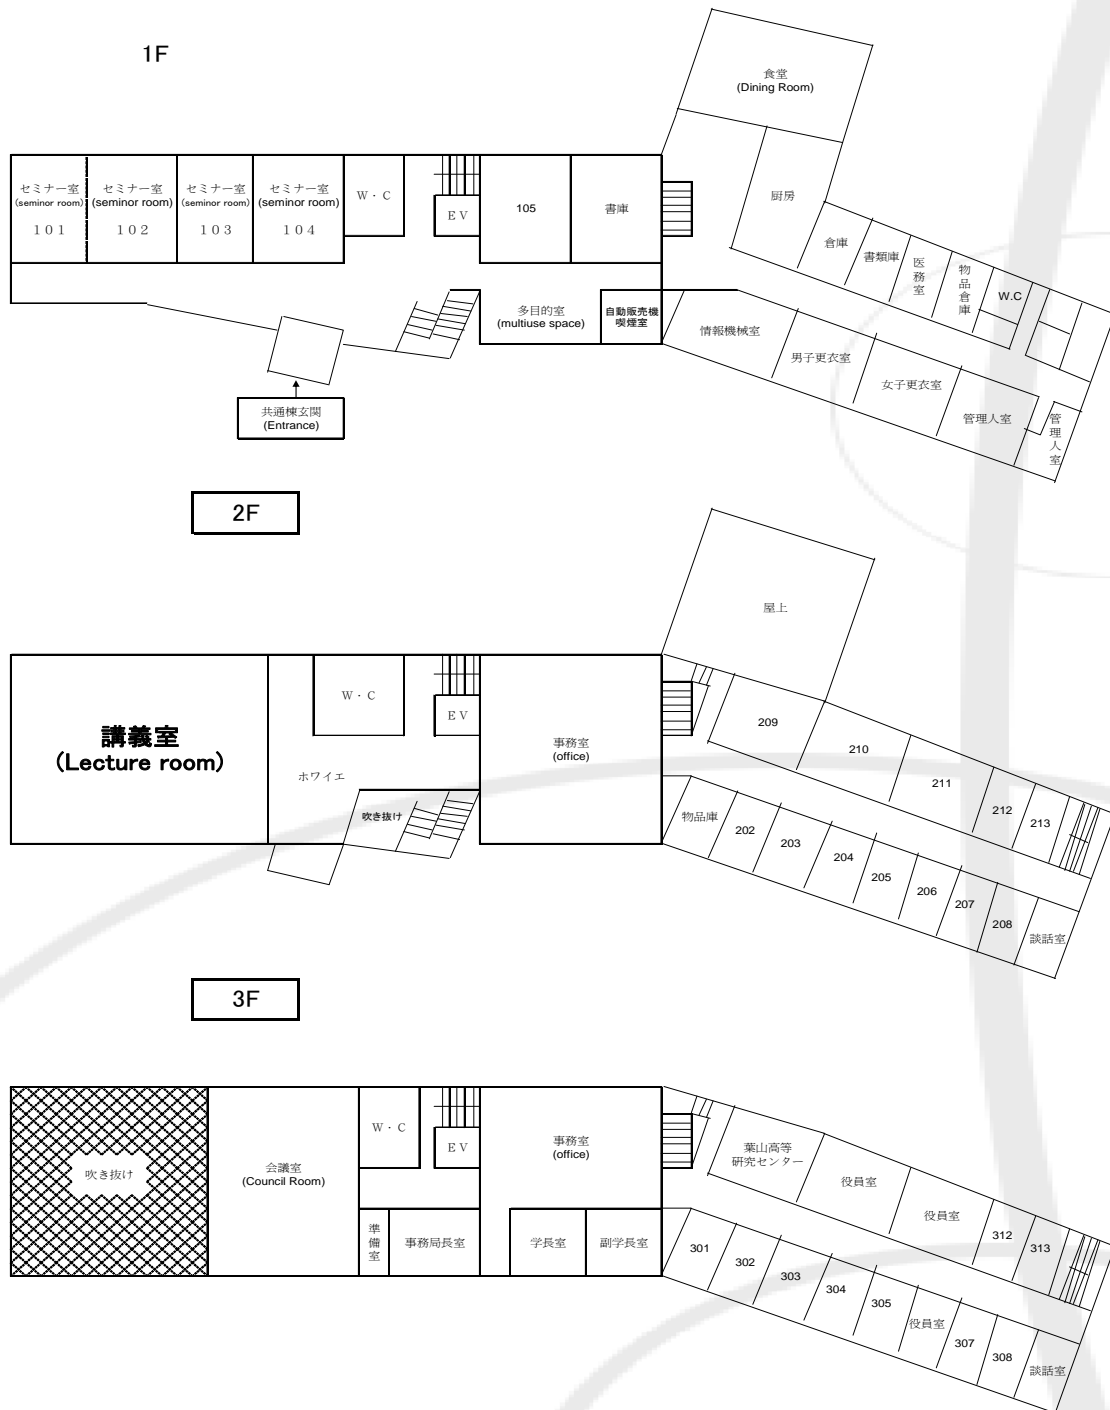 1F
食堂
(Dining Room)
セミナー室
(seminor room)
101
セミナー室
(seminor room)
102
セミナー室
(seminor room)
103
セミナー室
(seminor room)
104
W・C
EV
105
書庫
厨房
倉庫
書類庫
医務室
物品倉庫
W.C
多目的室
(multiuse space)
自動販売機
喫煙室
情報機械室
男子更衣室
女子更衣室
管理人室
管理人室
共通棟玄関
(Entrance)
2F
屋上
講義室
(Lecture room)
W・C
EV
ホワイエ
吹き抜け
事務室
(office)
209
210
211
212
213
物品庫
202
203
204
205
206
207
208
談話室
3F
吹き抜け
会議室
(Council Room)
W・C
EV
準備室
事務局長室
事務室
(office)
学長室
副学長室
葉山高等
研究センター
役員室
役員室
312
313
301
302
303
304
305
役員室
307
308
談話室